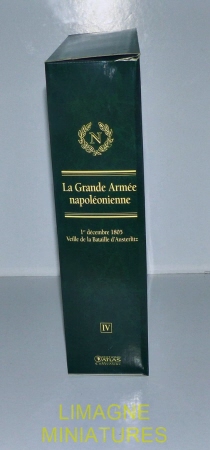 N
La Grande Armée
napoléonienne
1er décembre 1805
Veille de la Bataille d'Austerlitz
IV
ATLAS
LIMAGNE
MINIATURES